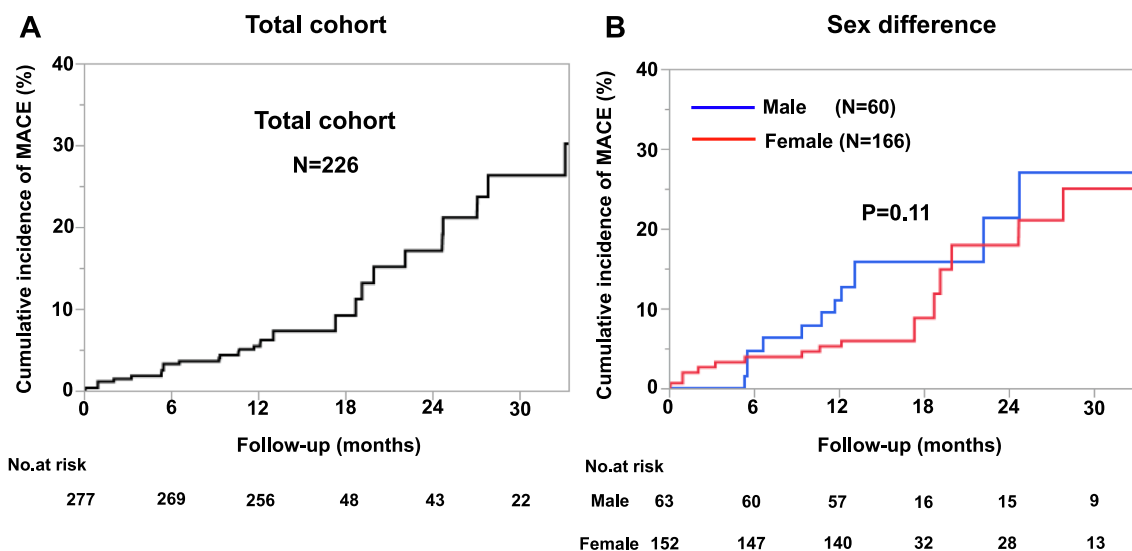 A
Total cohort
Cumulative incidence of MACE (%)
40
30
20
10
0
Total cohort
N=226
0 6 12 18 24 30
Follow-up (months)
No.at risk
277 269 256 48 43 22
B
Sex difference
Cumulative incidence of MACE (%)
40
30
20
10
0
Male (N=60)
Female (N=166)
P=0.11
0 6 12 18 24 30
Follow-up (months)
No.at risk
Male 63 60 57 16 15 9
Female 152 147 140 32 28 13